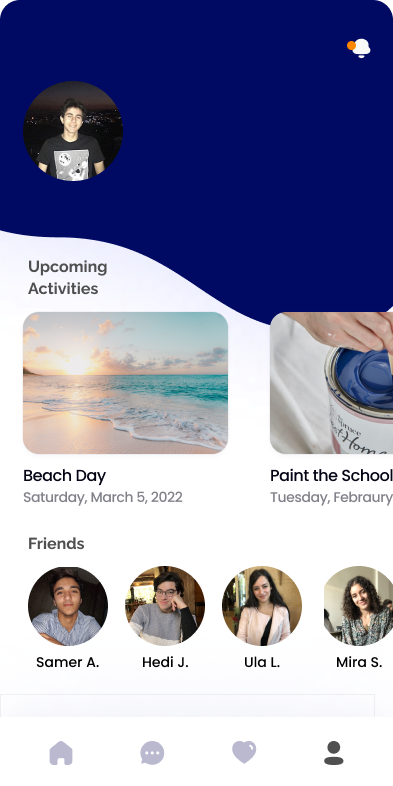 Upcoming
Activities
Beach Day
Saturday, March 5, 2022
Paint the School
Tuesday, Febraury
Friends
Samer A.
Hedi J.
Ula L.
Mira S.